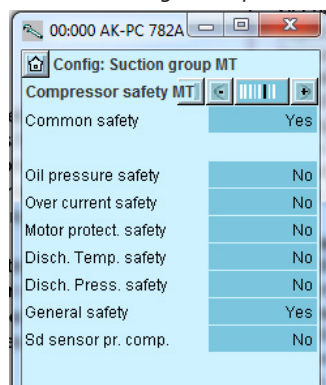 00:000 AK-PC 782A
Config: Suction group MT
Compressor safety MT
Common safety Yes
Oil pressure safety No
Over current safety No
Motor protect. safety No
Disch. Temp. safety No
Disch. Press. safety No
General safety Yes
Sd sensor pr. comp. No